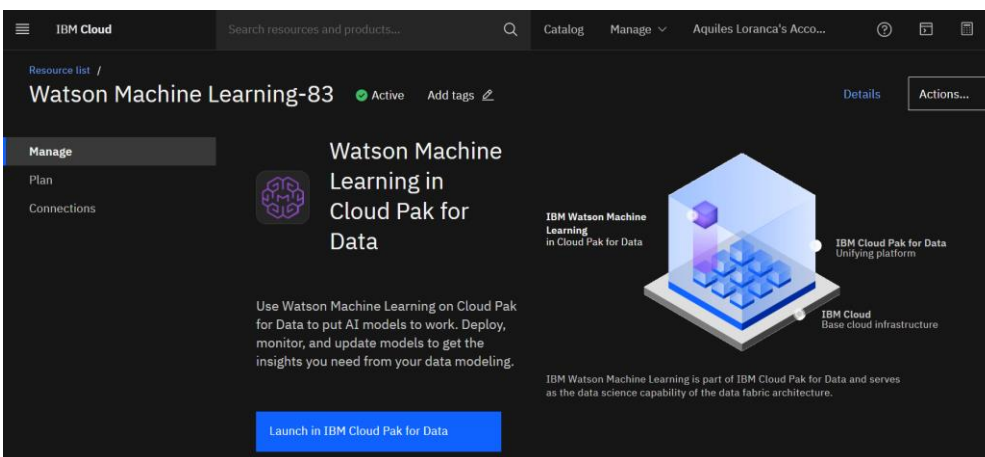 IBM Cloud
Search resources and products...
Catalog
Manage
Aquiles Loranca's Acco...
Resource list /
Watson Machine Learning-83
Active
Add tags
Details
Actions...
Manage
Plan
Connections
Watson Machine
Learning in
Cloud Pak for
Data
Use Watson Machine Learning on Cloud Pak
for Data to put AI models to work. Deploy,
monitor, and update models to get the
insights you need from your data modeling.
Launch in IBM Cloud Pak for Data
IBM Watson Machine
Learning
in Cloud Pak for Data
IBM Cloud Pak for Data
Unifying platform
IBM Cloud
Base cloud infrastructure
IBM Watson Machine Learning is part of IBM Cloud Pak for Data and serves
as the data science capability of the data fabric architecture.